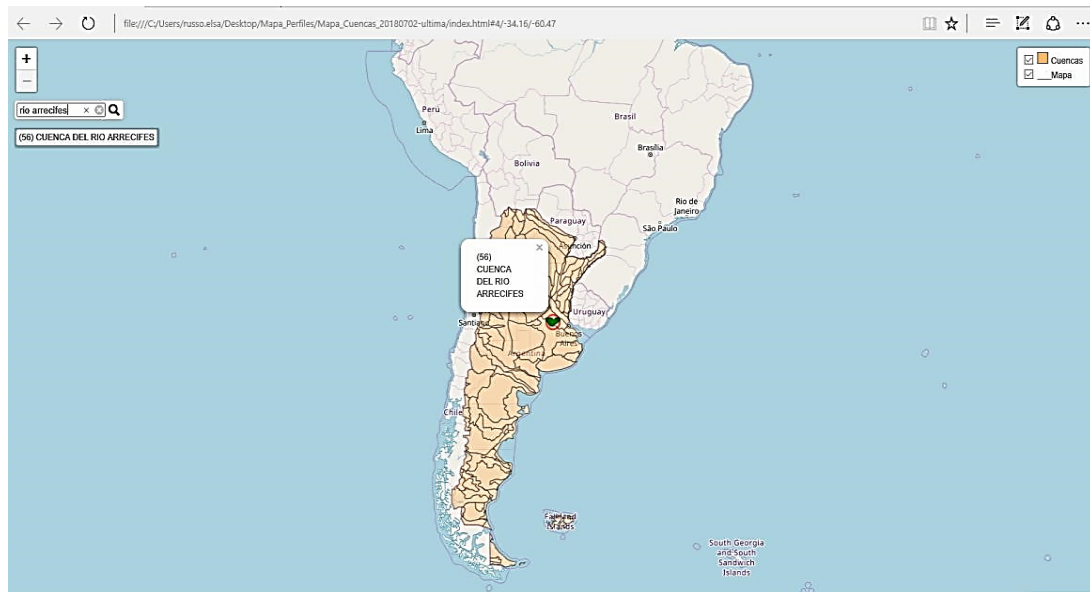 file:///C:/Users/russo.elsa/Desktop/Mapa_Perfiles/Mapa_Cuencas_20180702-ultima/index.html#4/-34.16/-60.47
+
−
rio arrecifes
(56) CUENCA DEL RIO ARRECIFES
Cuencas
Mapa
Perú
Lima
Brasil
Brasília
Bolivia
Rio de
Janeiro
São Paulo
Paraguay
Asunción
(56)
CUENCA
DEL RIO
ARRECIFES
Uruguay
Santiago
Buenos
Aires
Argentina
Chile
Falkland
Islands
South Georgia
and South
Sandwich
Islands